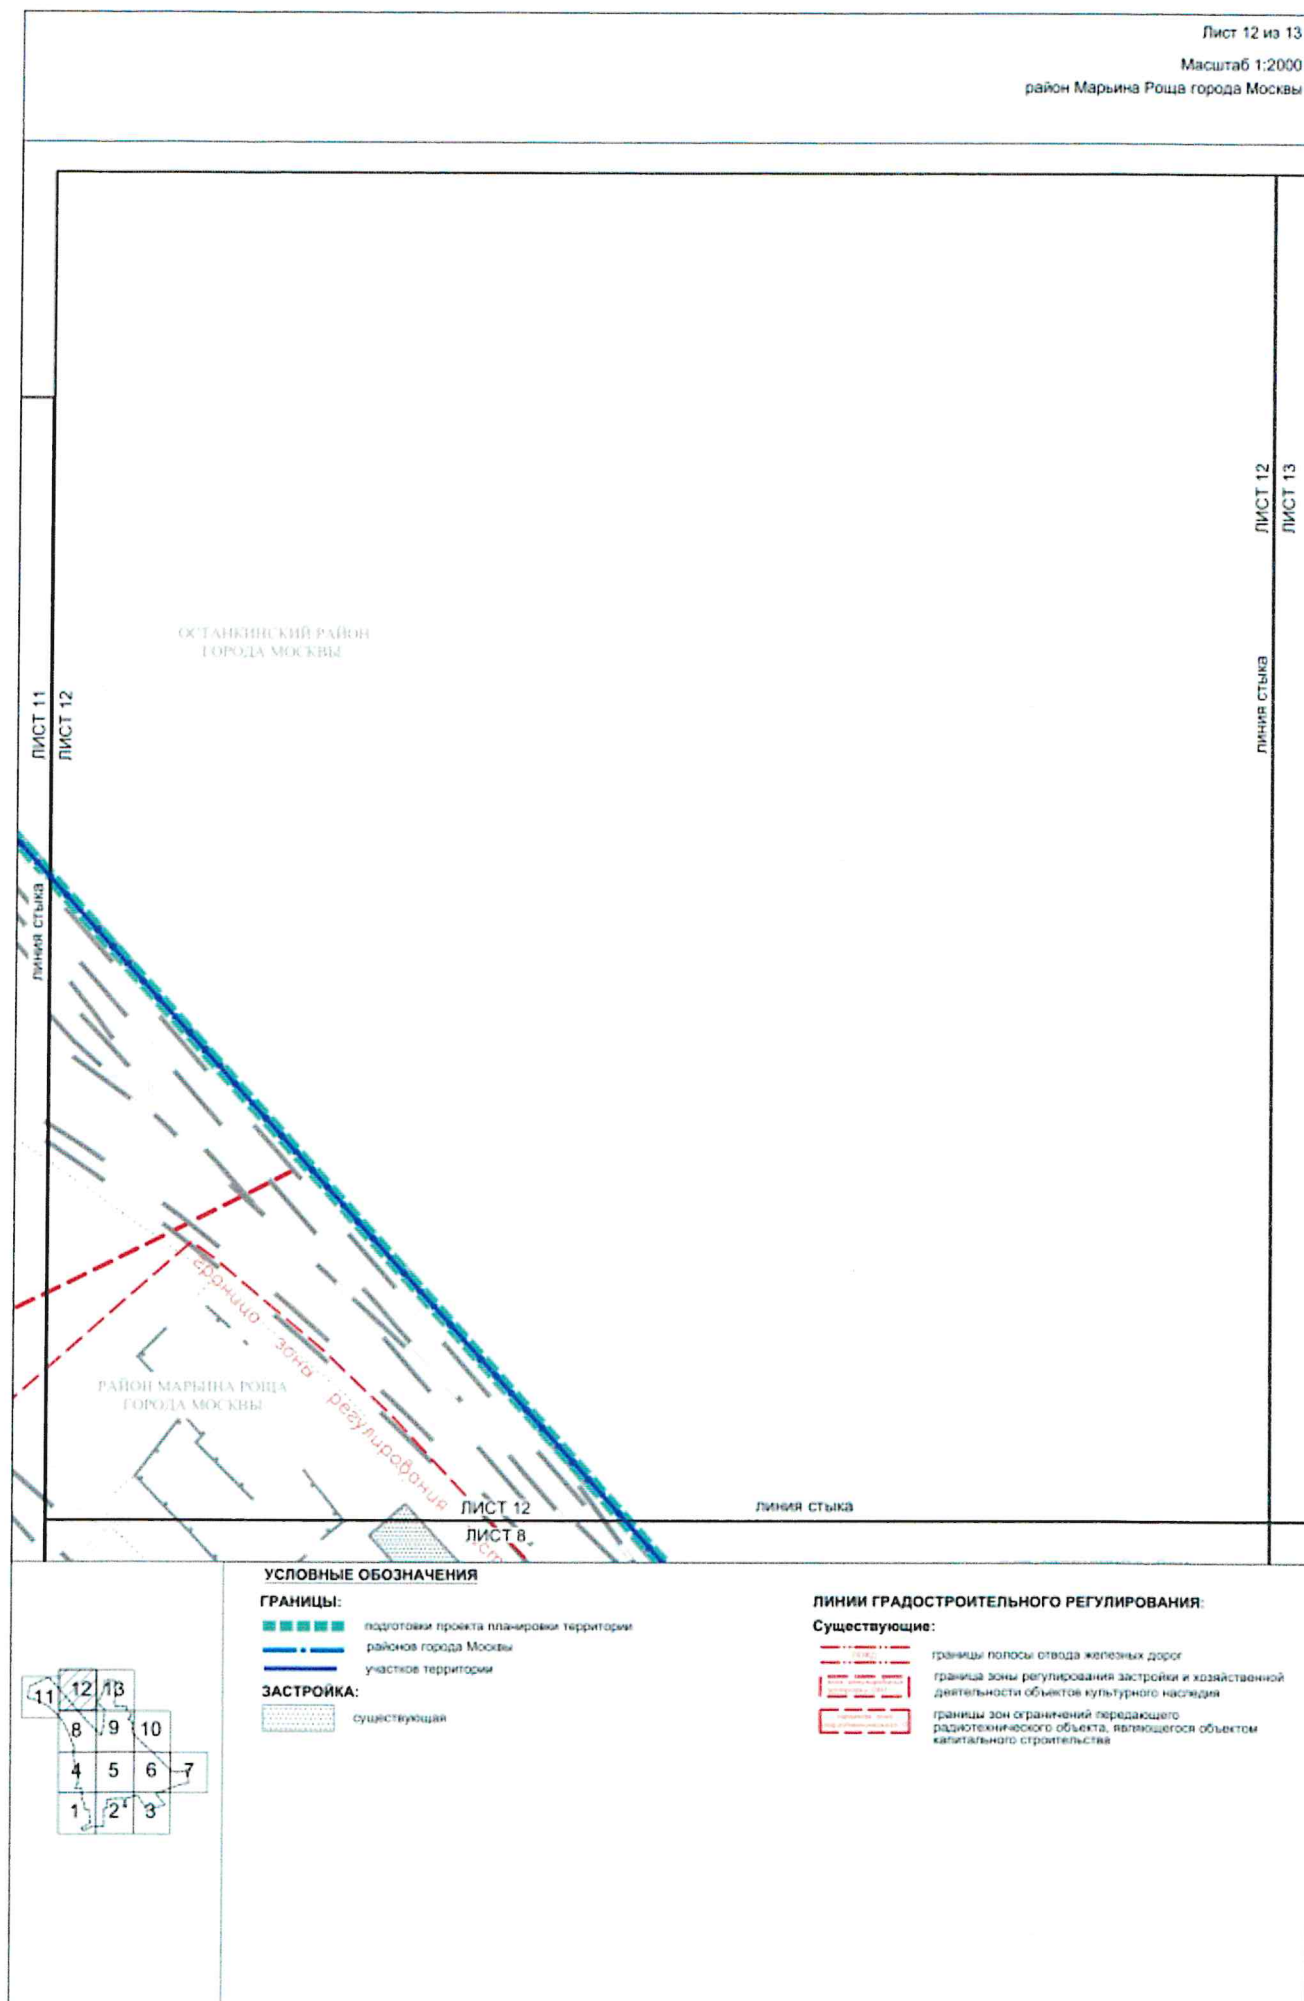 Лист 12 из 13
Масштаб 1:2000
район Марьина Роща города Москвы
ЛИСТ 12
ЛИСТ 13
ОСТАНКИНСКИЙ РАЙОН
ГОРОДА МОСКВЫ
ЛИСТ 11
ЛИСТ 12
линия стыка
линия стыка
граница зоны регулирования
РАЙОН МАРЬИНА РОЩА
ГОРОДА МОСКВЫ
ЛИСТ 12
линия стыка
ЛИСТ 8
УСЛОВНЫЕ ОБОЗНАЧЕНИЯ
ГРАНИЦЫ:
подготовки проекта планировки территории
районов города Москвы
участков территории
ЗАСТРОЙКА:
существующая
ЛИНИИ ГРАДОСТРОИТЕЛЬНОГО РЕГУЛИРОВАНИЯ:
Существующие:
границы полосы отвода железных дорог
граница зоны регулирования застройки и хозяйственной
деятельности объектов культурного наследия
границы зон ограничений передающего
радиотехнического объекта, являющегося объектом
капитального строительства
11 12 13
8 9 10
4 5 6 7
1 2 3